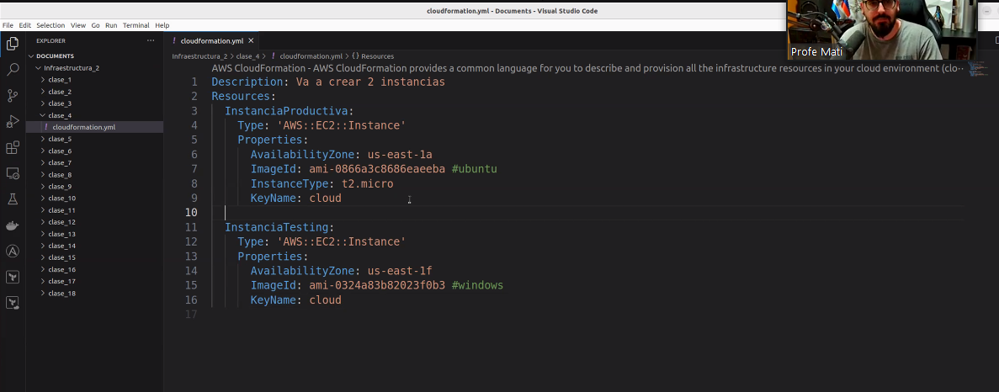 cloudformation.yml - Documents - Visual Studio Code
File Edit Selection View Go Run Terminal Help
Profe Mati
EXPLORER ···
cloudformation.yml
DOCUMENTS
Infraestructura_2 > clase_4 > ! cloudformation.yml > {} Resources
Infraestructura_2
clase_1
clase_2
clase_3
clase_4
! cloudformation.yml
clase_5
clase_6
clase_7
clase_8
clase_9
clase_10
clase_11
clase_12
clase_13
clase_14
clase_15
clase_16
clase_17
clase_18
AWS CloudFormation - AWS CloudFormation provides a common language for you to describe and provision all the infrastructure resources in your cloud environment (clo···
1 Description: Va a crear 2 instancias
2 Resources:
3 InstanciaProductiva:
4 Type: 'AWS::EC2::Instance'
5 Properties:
6 AvailabilityZone: us-east-1a
7 ImageId: ami-0866a3c8686eaeeba #ubuntu
8 InstanceType: t2.micro
9 KeyName: cloud
10
11 InstanciaTesting:
12 Type: 'AWS::EC2::Instance'
13 Properties:
14 AvailabilityZone: us-east-1f
15 ImageId: ami-0324a83b82023f0b3 #windows
16 KeyName: cloud
17